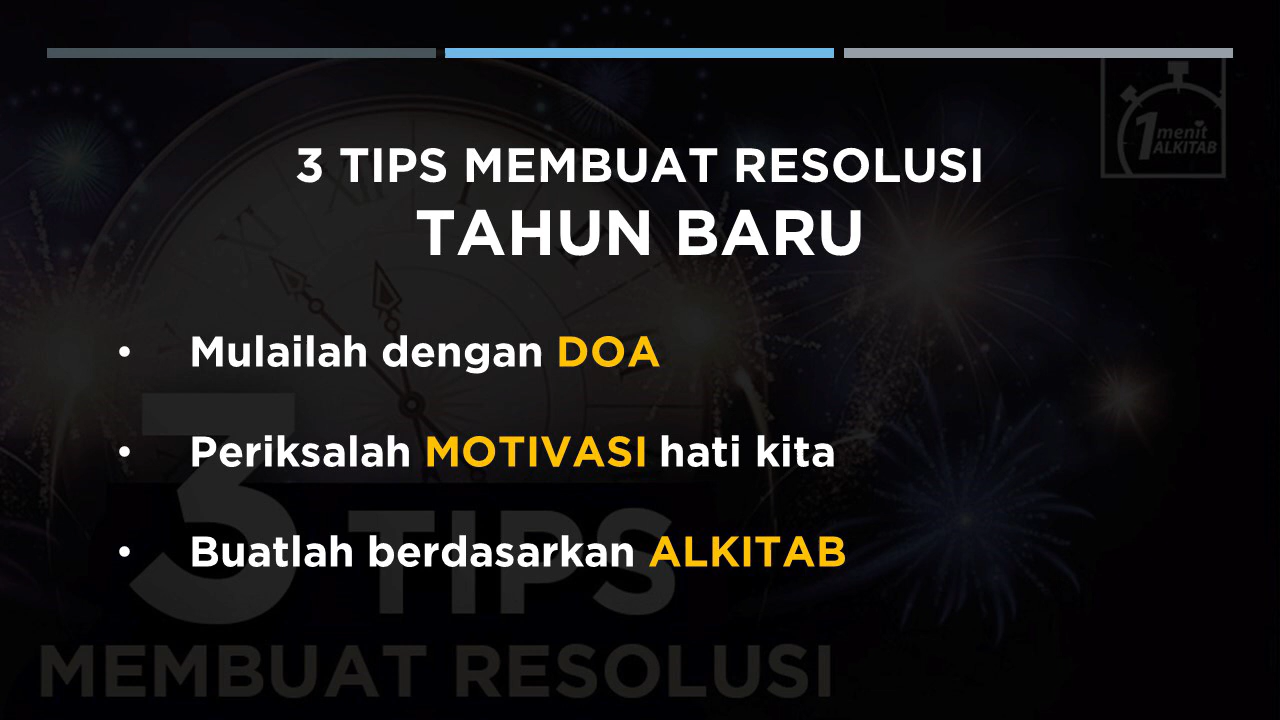 1 menit
ALKITAB
3 TIPS MEMBUAT RESOLUSI
TAHUN BARU
• Mulailah dengan DOA
• Periksalah MOTIVASI hati kita
• Buatlah berdasarkan ALKITAB
3 TIPS
MEMBUAT RESOLUSI